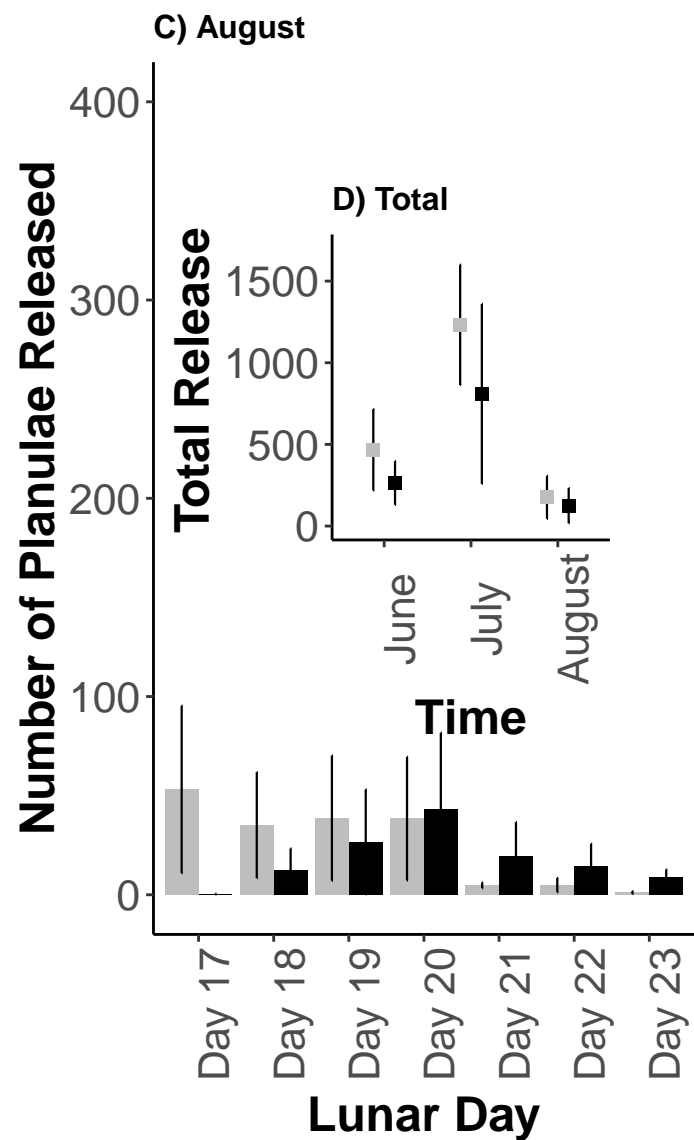 C) August
Number of Planulae Released
400
300
200
100
0
D) Total
Total Release
1500
1000
500
0
June
July
August
Time
Day 17
Day 18
Day 19
Day 20
Day 21
Day 22
Day 23
Lunar Day